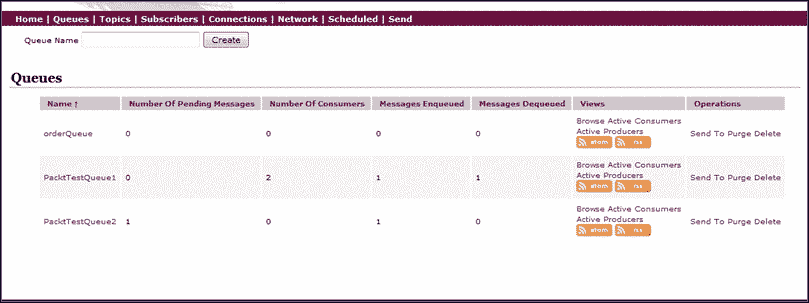 Home | Queues | Topics | Subscribers | Connections | Network | Scheduled | Send
Queue Name Create
Queues
Name ↑ Number Of Pending Messages Number Of Consumers Messages Enqueued Messages Dequeued Views Operations
orderQueue 0 0 0 0 Browse Active Consumers Send To Purge Delete
Active Producers
atom rss
PacktTestQueue1 0 2 1 1 Browse Active Consumers Send To Purge Delete
Active Producers
atom rss
PacktTestQueue2 1 0 1 0 Browse Active Consumers Send To Purge Delete
Active Producers
atom rss